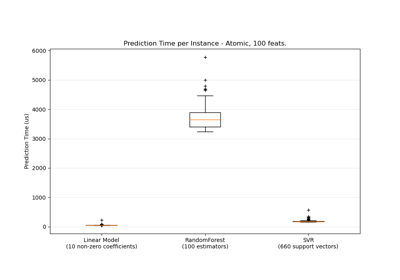 Prediction Time per Instance - Atomic, 100 feats.
6000
5000
4000
3000
2000
1000
0
Prediction Time (us)
Linear Model
(10 non-zero coefficients)
RandomForest
(100 estimators)
SVR
(660 support vectors)